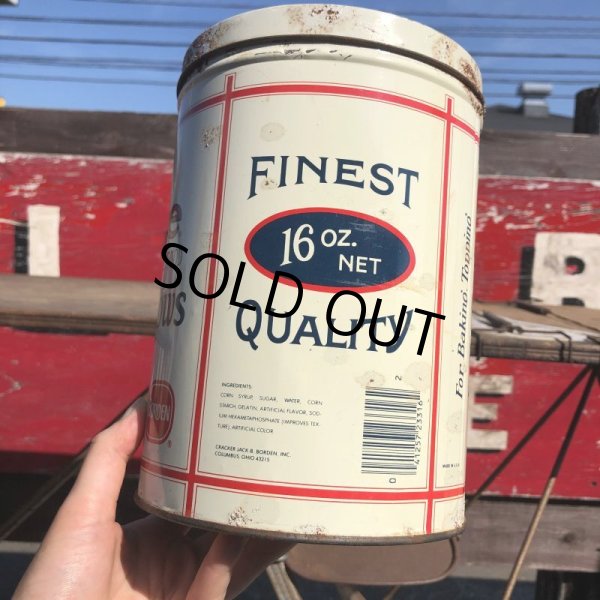 FINEST
16 OZ.
NET
QUALITY
SOLD OUT
INGREDIENTS:
CORN SYRUP, SUGAR, WATER, CORN
STARCH, GELATIN, ARTIFICIAL FLAVOR, SOD-
IUM HEXAMETAPHOSPHATE (IMPROVES TEX-
TURE), ARTIFICIAL COLOR
CRACKER JACK & BORDEN, INC.
COLUMBUS, OHIO 43215
For Baking, Topping
MADE IN U.S.A.
BORDEN